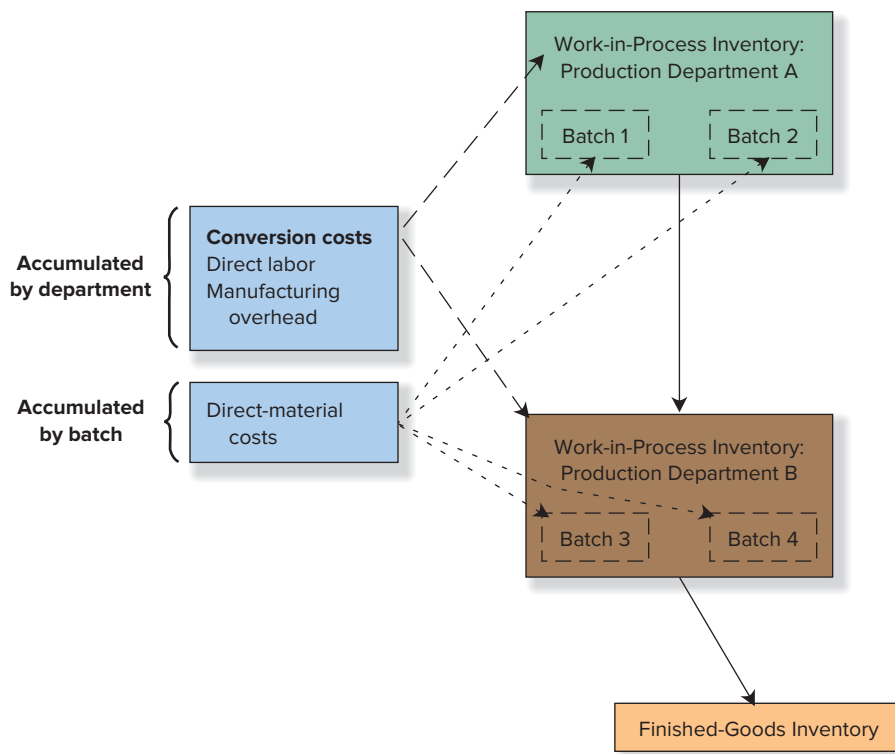 Work-in-Process Inventory:
Production Department A
Batch 1
Batch 2
Accumulated
by department
Conversion costs
Direct labor
Manufacturing
overhead
Accumulated
by batch
Direct-material
costs
Work-in-Process Inventory:
Production Department B
Batch 3
Batch 4
Finished-Goods Inventory